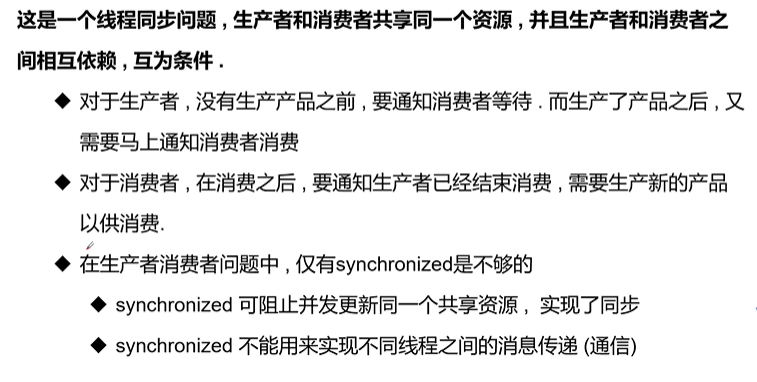 这是一个线程同步问题 , 生产者和消费者共享同一个资源 , 并且生产者和消费者之
间相互依赖 , 互为条件 .
◆ 对于生产者 , 没有生产产品之前 , 要通知消费者等待 . 而生产了产品之后 , 又
需要马上通知消费者消费
◆ 对于消费者 , 在消费之后 , 要通知生产者已经结束消费 , 需要生产新的产品
以供消费.
◆ 在生产者消费者问题中 , 仅有synchronized是不够的
◆ synchronized 可阻止并发更新同一个共享资源 , 实现了同步
◆ synchronized 不能用来实现不同线程之间的消息传递 (通信)